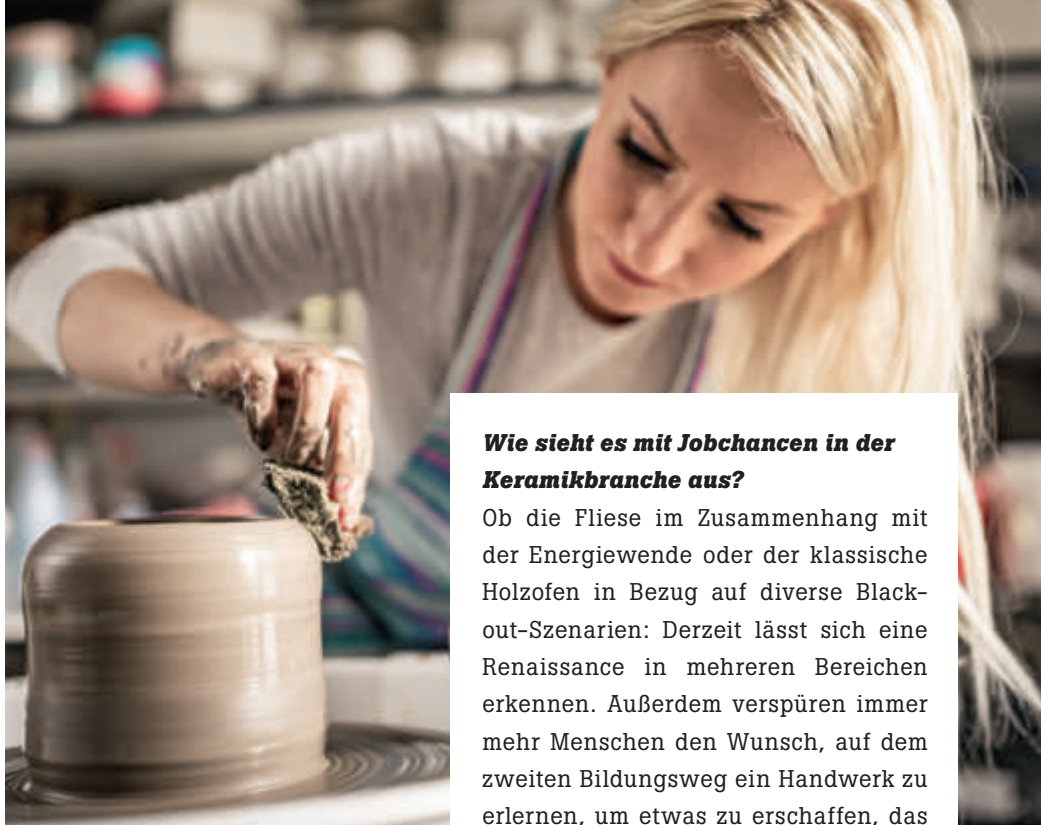 Wie sieht es mit Jobchancen in der
Keramikbranche aus?
Ob die Fliese im Zusammenhang mit
der Energiewende oder der klassische
Holzofen in Bezug auf diverse Black-
out-Szenarien: Derzeit lässt sich eine
Renaissance in mehreren Bereichen
erkennen. Außerdem verspüren immer
mehr Menschen den Wunsch, auf dem
zweiten Bildungsweg ein Handwerk zu
erlernen, um etwas zu erschaffen, das